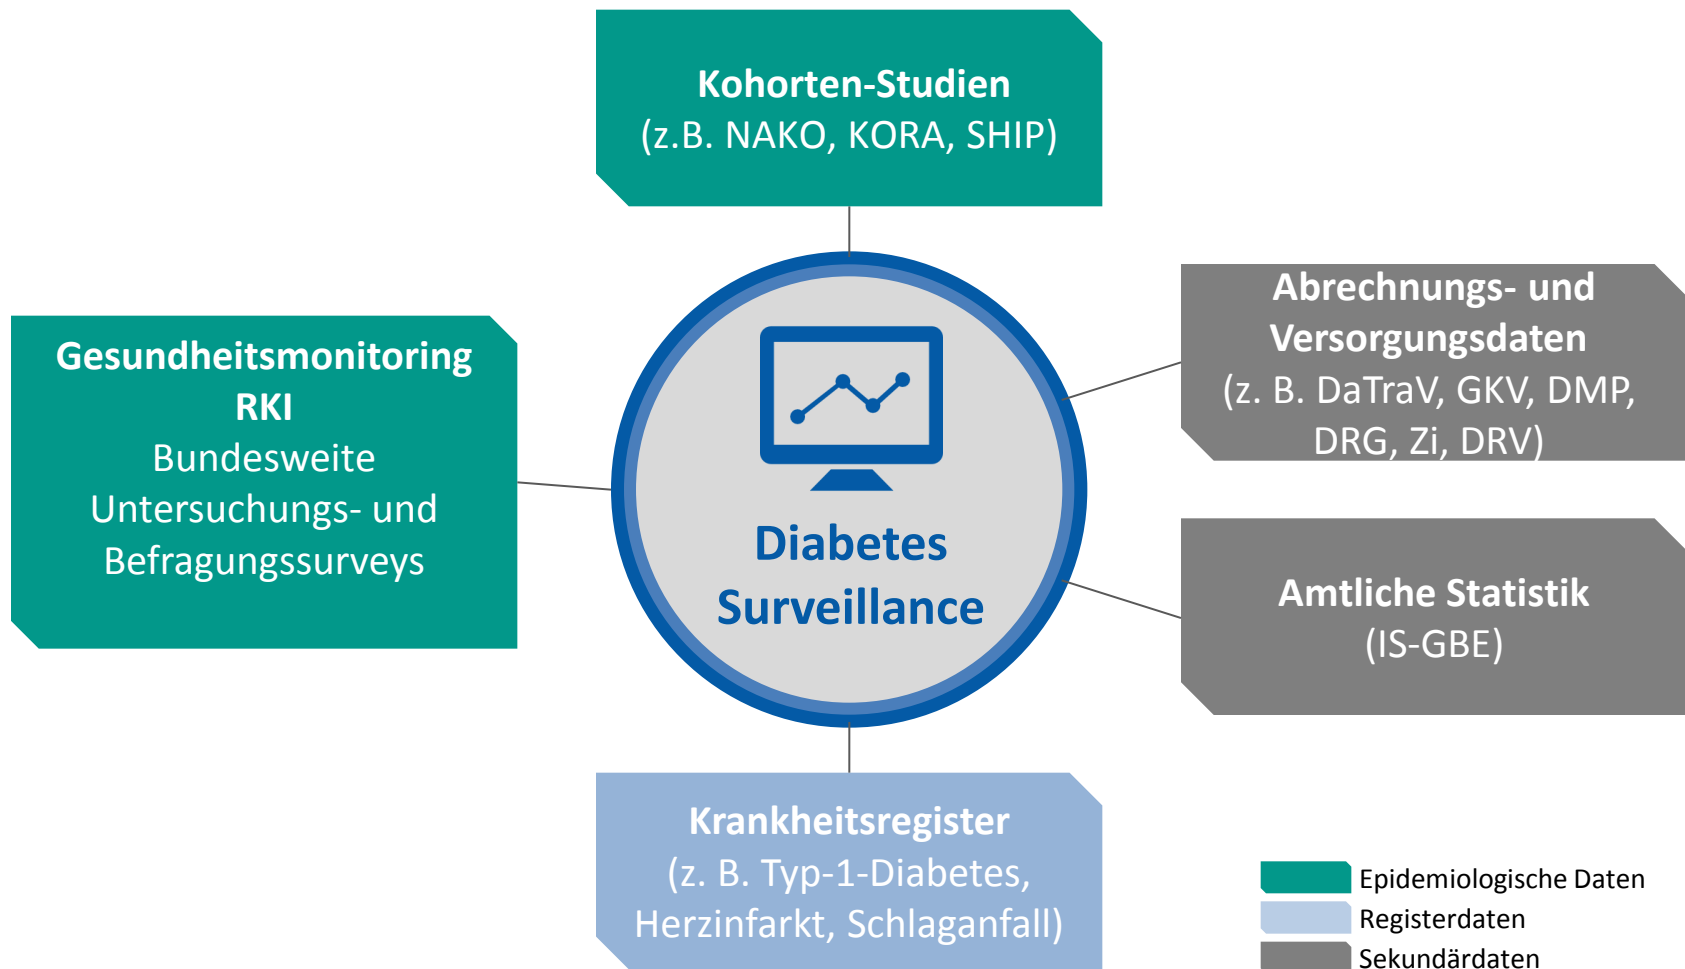 Kohorten-Studien
(z.B. NAKO, KORA, SHIP)
Gesundheitsmonitoring
RKI
Bundesweite
Untersuchungs- und
Befragungssurveys
Abrechnungs- und
Versorgungsdaten
(z. B. DaTraV, GKV, DMP,
DRG, Zi, DRV)
Diabetes
Surveillance
Amtliche Statistik
(IS-GBE)
Krankheitsregister
(z. B. Typ-1-Diabetes,
Herzinfarkt, Schlaganfall)
Epidemiologische Daten
Registerdaten
Sekundärdaten